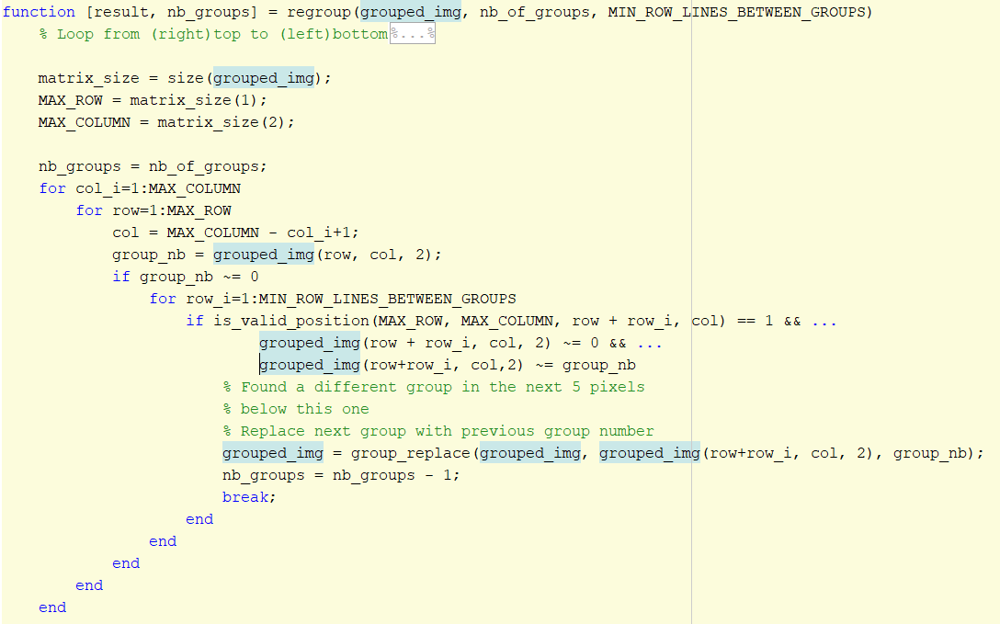 function [result, nb_groups] = regroup(grouped_img, nb_of_groups, MIN_ROW_LINES_BETWEEN_GROUPS)
    % Loop from (right)top to (left)bottom%...%

    matrix_size = size(grouped_img);
    MAX_ROW = matrix_size(1);
    MAX_COLUMN = matrix_size(2);

    nb_groups = nb_of_groups;
    for col_i=1:MAX_COLUMN
        for row=1:MAX_ROW
            col = MAX_COLUMN - col_i+1;
            group_nb = grouped_img(row, col, 2);
            if group_nb ~= 0
                for row_i=1:MIN_ROW_LINES_BETWEEN_GROUPS
                    if is_valid_position(MAX_ROW, MAX_COLUMN, row + row_i, col) == 1 && ...
                            grouped_img(row + row_i, col, 2) ~= 0 && ...
                            grouped_img(row+row_i, col,2) ~= group_nb
                        % Found a different group in the next 5 pixels
                        % below this one
                        % Replace next group with previous group number
                        grouped_img = group_replace(grouped_img, grouped_img(row+row_i, col, 2), group_nb);
                        nb_groups = nb_groups - 1;
                        break;
                    end
                end
            end
        end
    end